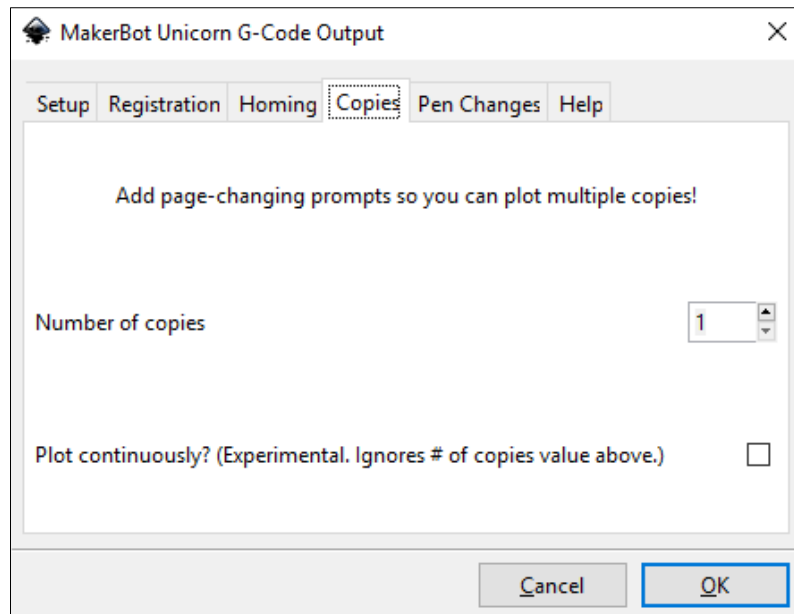 MakerBot Unicorn G-Code Output
Setup Registration Homing Copies Pen Changes Help
Add page-changing prompts so you can plot multiple copies!
Number of copies 1
Plot continuously? (Experimental. Ignores # of copies value above.)
Cancel OK